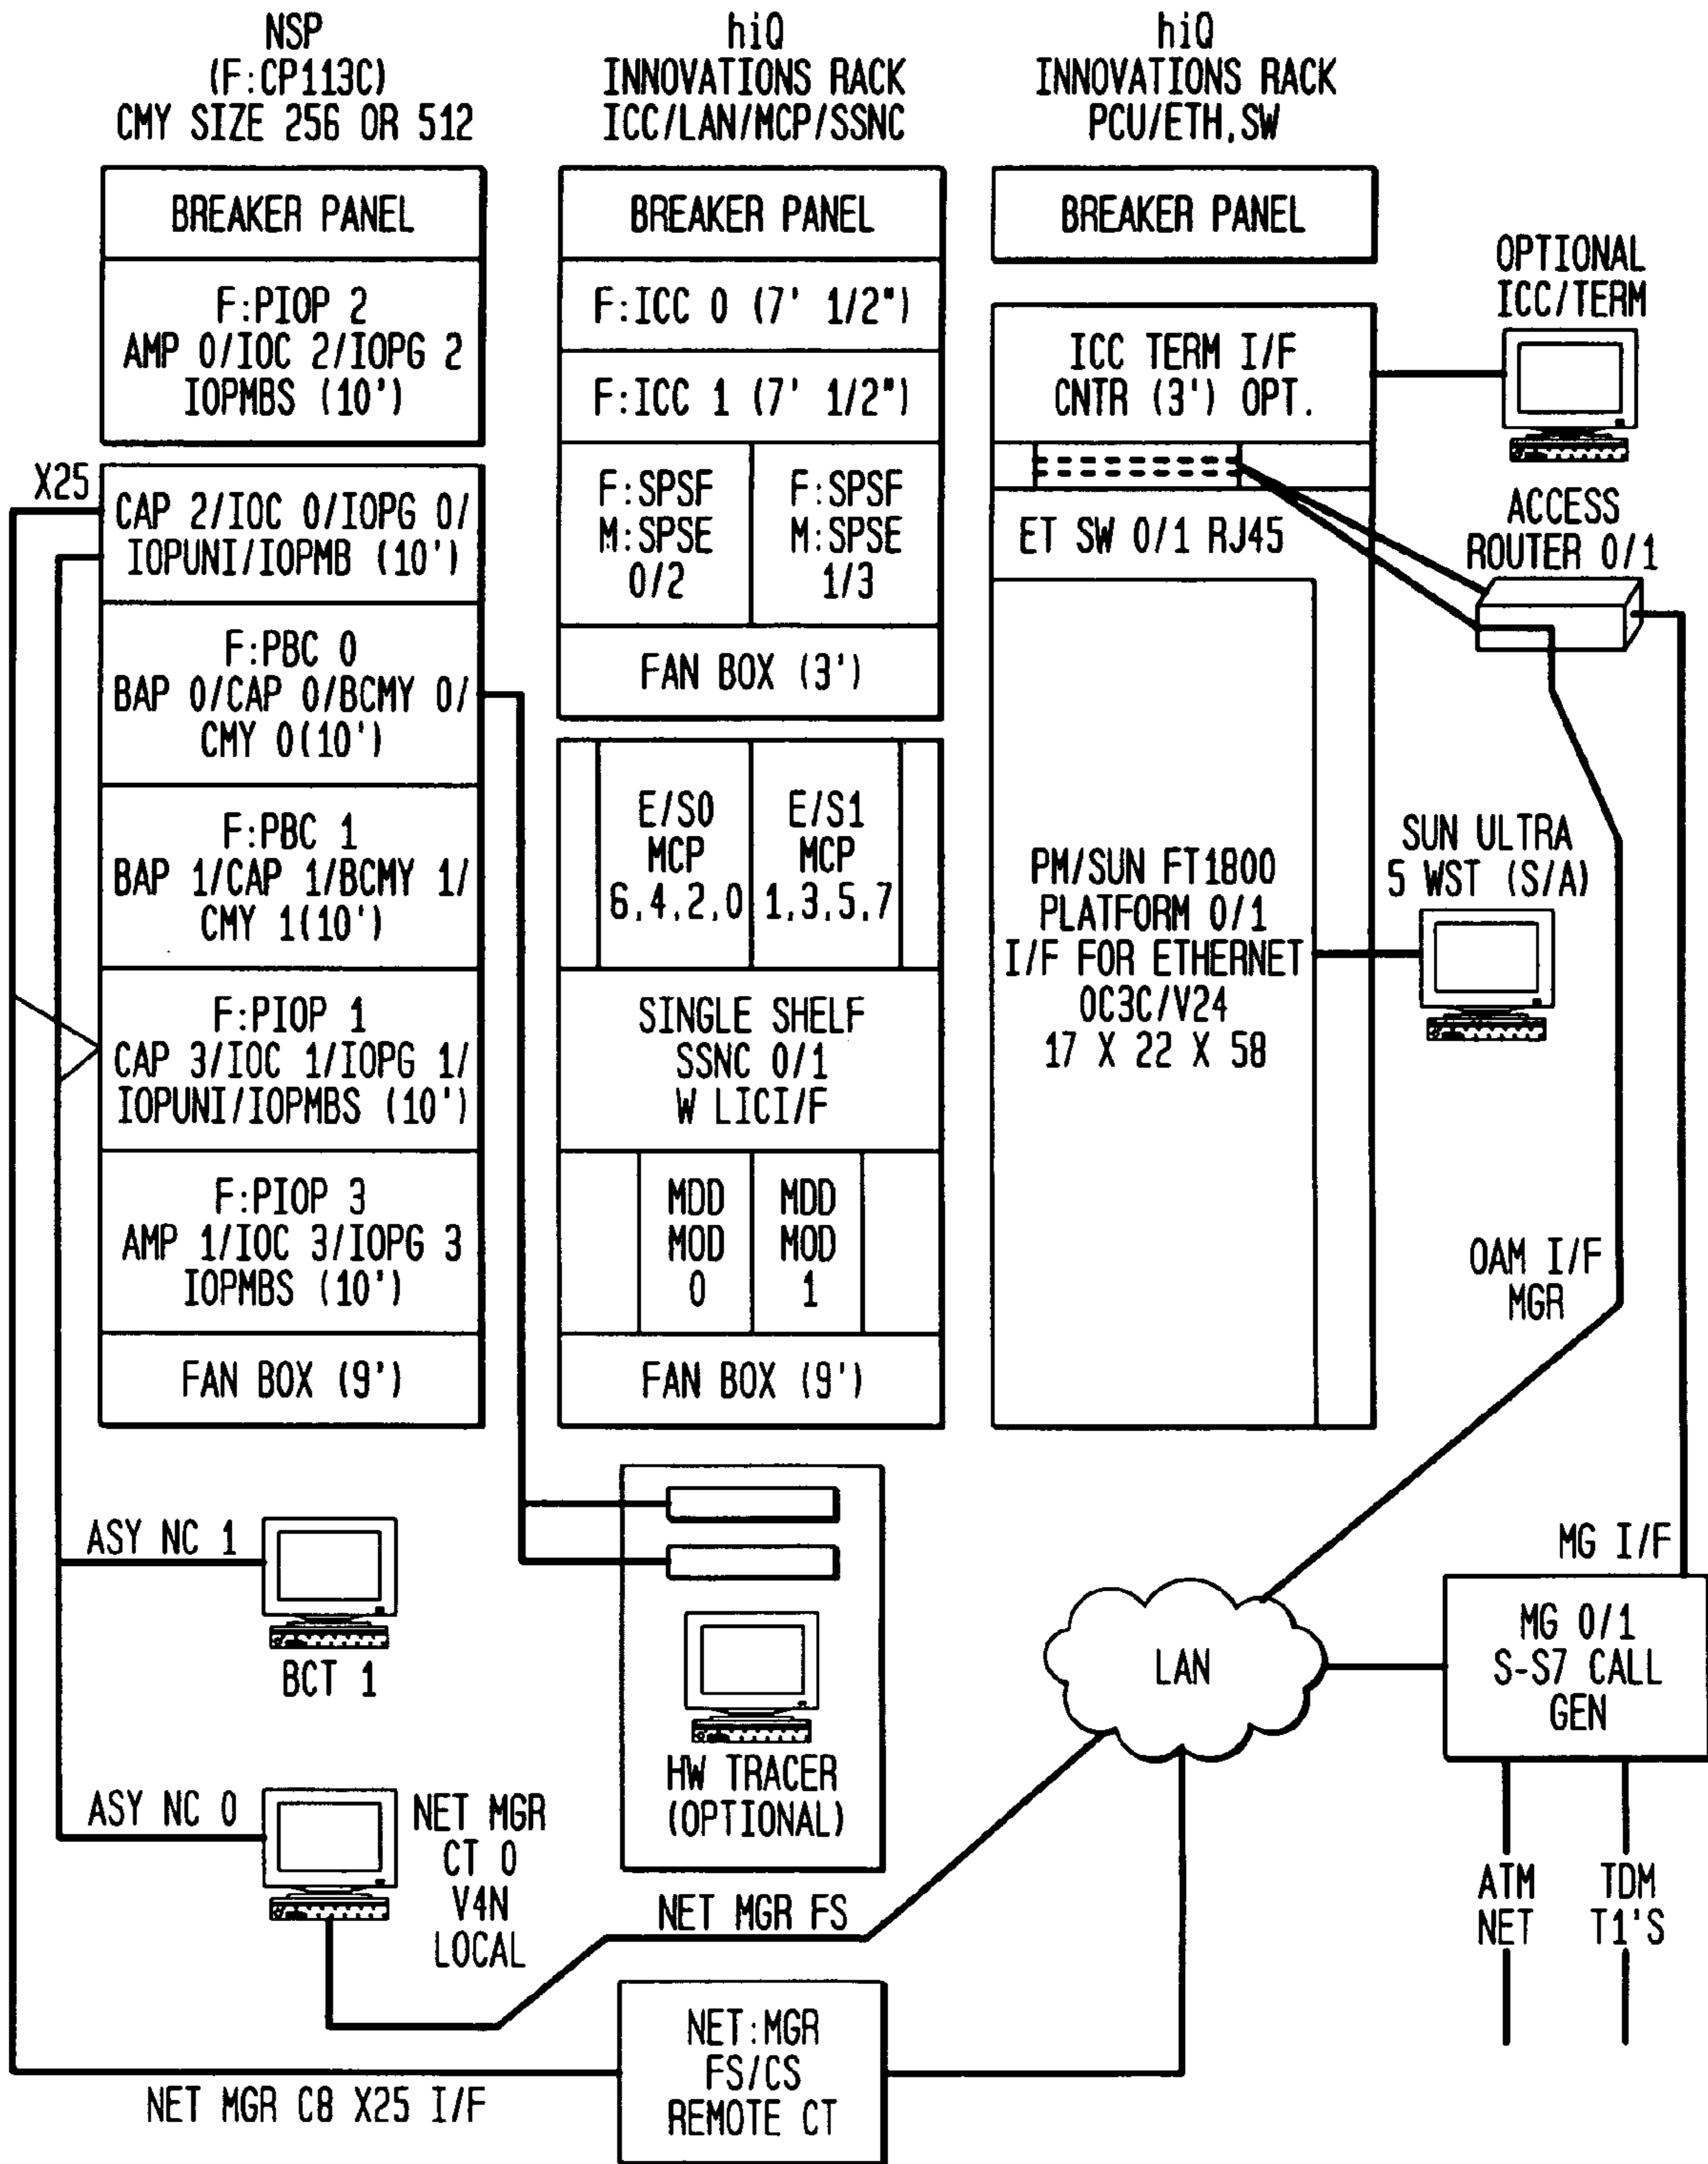 NSP
(F:CP113C)
CMY SIZE 256 OR 512
BREAKER PANEL
F:PIOP 2
AMP 0/IOC 2/IOPG 2
IOPMBS (10')
X25
CAP 2/IOC 0/IOPG 0/
IOPUNI/IOPMB (10')
F:PBC 0
BAP 0/CAP 0/BCMY 0/
CMY 0(10')
F:PBC 1
BAP 1/CAP 1/BCMY 1/
CMY 1(10')
F:PIOP 1
CAP 3/IOC 1/IOPG 1/
IOPUNI/IOPMBS (10')
F:PIOP 3
AMP 1/IOC 3/IOPG 3
IOPMBS (10')
FAN BOX (9')
hiQ
INNOVATIONS RACK
ICC/LAN/MCP/SSNC
BREAKER PANEL
F:ICC 0 (7' 1/2")
F:ICC 1 (7' 1/2")
F:SPSF
M:SPSE
0/2
F:SPSF
M:SPSE
1/3
FAN BOX (3')
E/S0
MCP
6,4,2,0
E/S1
MCP
1,3,5,7
SINGLE SHELF
SSNC 0/1
W LICI/F
MDD
MOD
0
MDD
MOD
1
FAN BOX (9')
hiQ
INNOVATIONS RACK
PCU/ETH,SW
BREAKER PANEL
ICC TERM I/F
CNTR (3') OPT.
ET SW 0/1 RJ45
PM/SUN FT1800
PLATFORM 0/1
I/F FOR ETHERNET
OC3C/V24
17 X 22 X 58
OPTIONAL
ICC/TERM
ACCESS
ROUTER 0/1
SUN ULTRA
5 WST (S/A)
OAM I/F
MGR
MG I/F
ASY NC 1
BCT 1
ASY NC 0
NET MGR
CT 0
V4N
LOCAL
HW TRACER
(OPTIONAL)
LAN
MG 0/1
S-S7 CALL
GEN
ATM
NET
TDM
T1'S
NET MGR FS
NET:MGR
FS/CS
REMOTE CT
NET MGR C8 X25 I/F